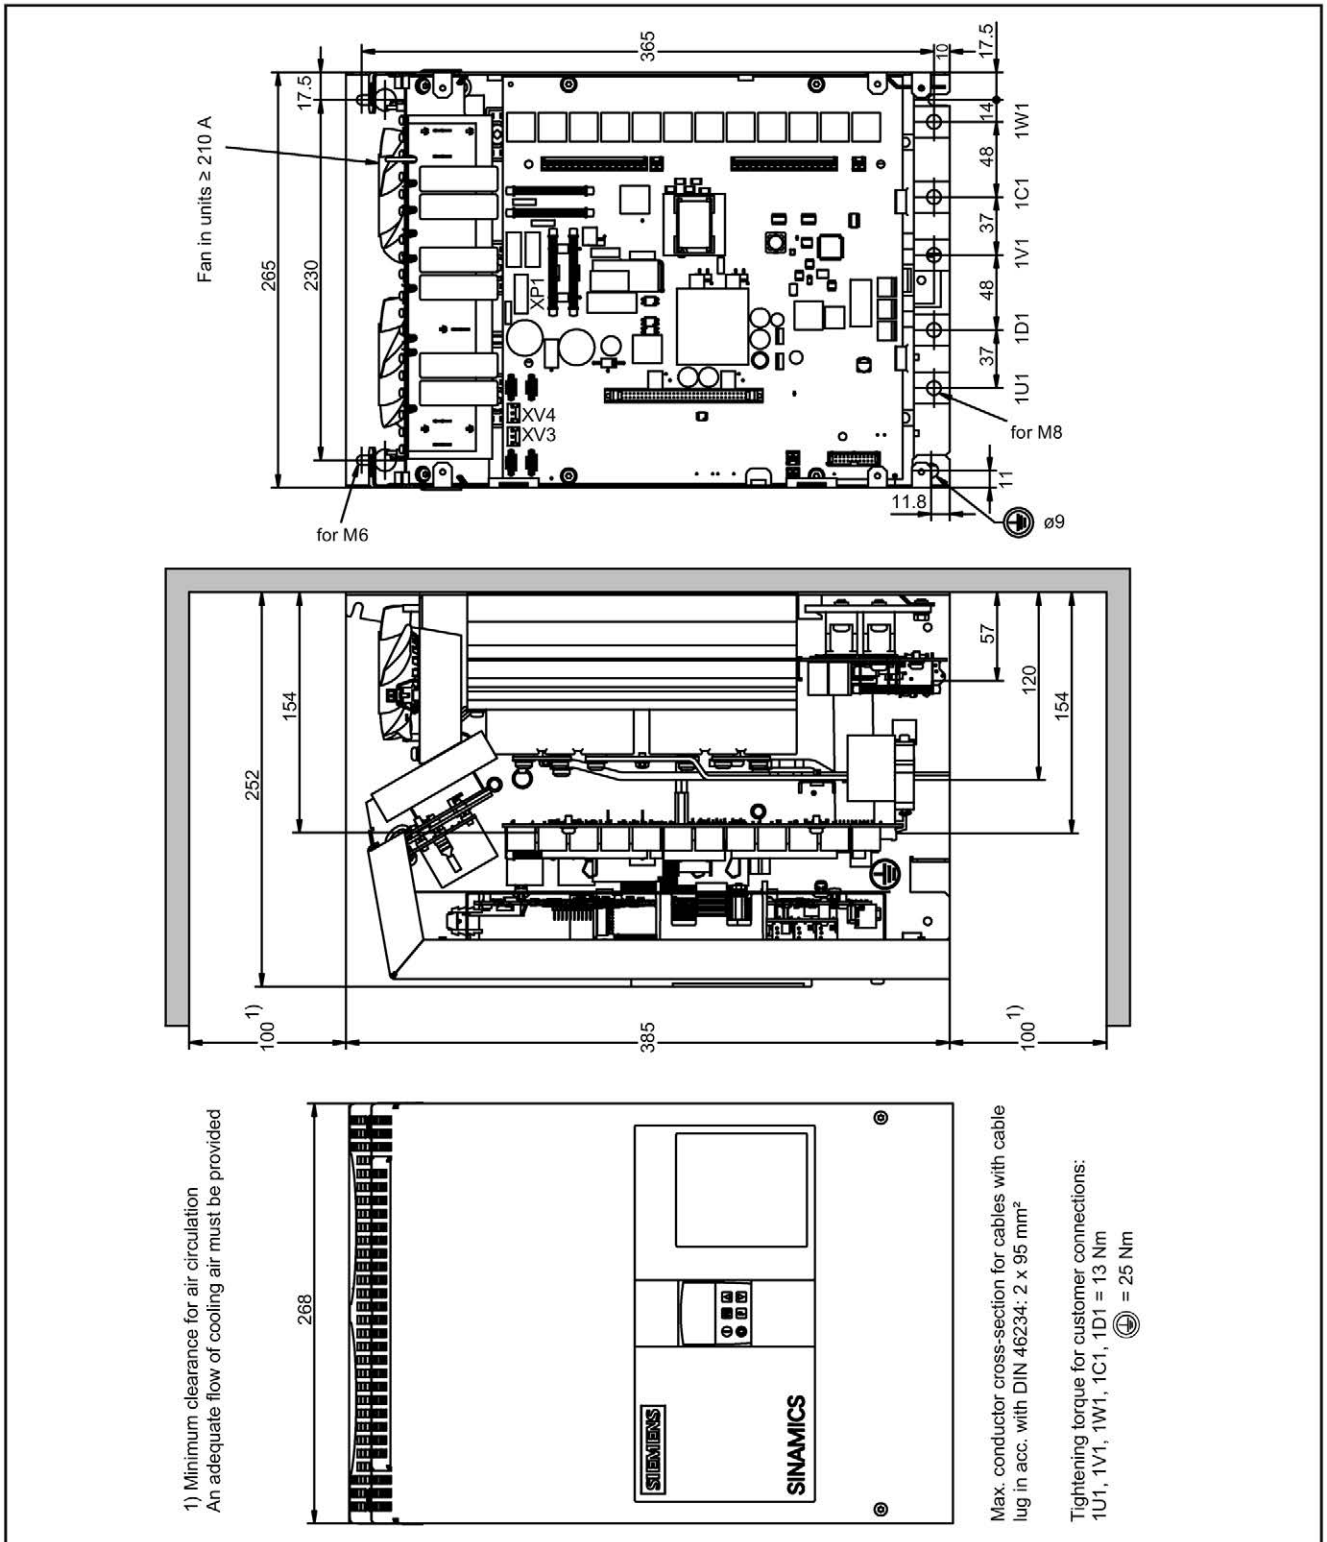 365
10
17.5
17.5
Fan in units ≥ 210 A
265
230
14
1W1
48
1C1
37
1V1
48
1D1
37
1U1
XP1
XV4
XV3
for M8
11
11.8
ø9
for M6
57
120
154
154
252
100 1)
385
100 1)
268
SIEMENS
SINAMICS
1) Minimum clearance for air circulation
An adequate flow of cooling air must be provided
Max. conductor cross-section for cables with cable
lug in acc. with DIN 46234: 2 x 95 mm²
Tightening torque for customer connections:
1U1, 1V1, 1W1, 1C1, 1D1 = 13 Nm
= 25 Nm